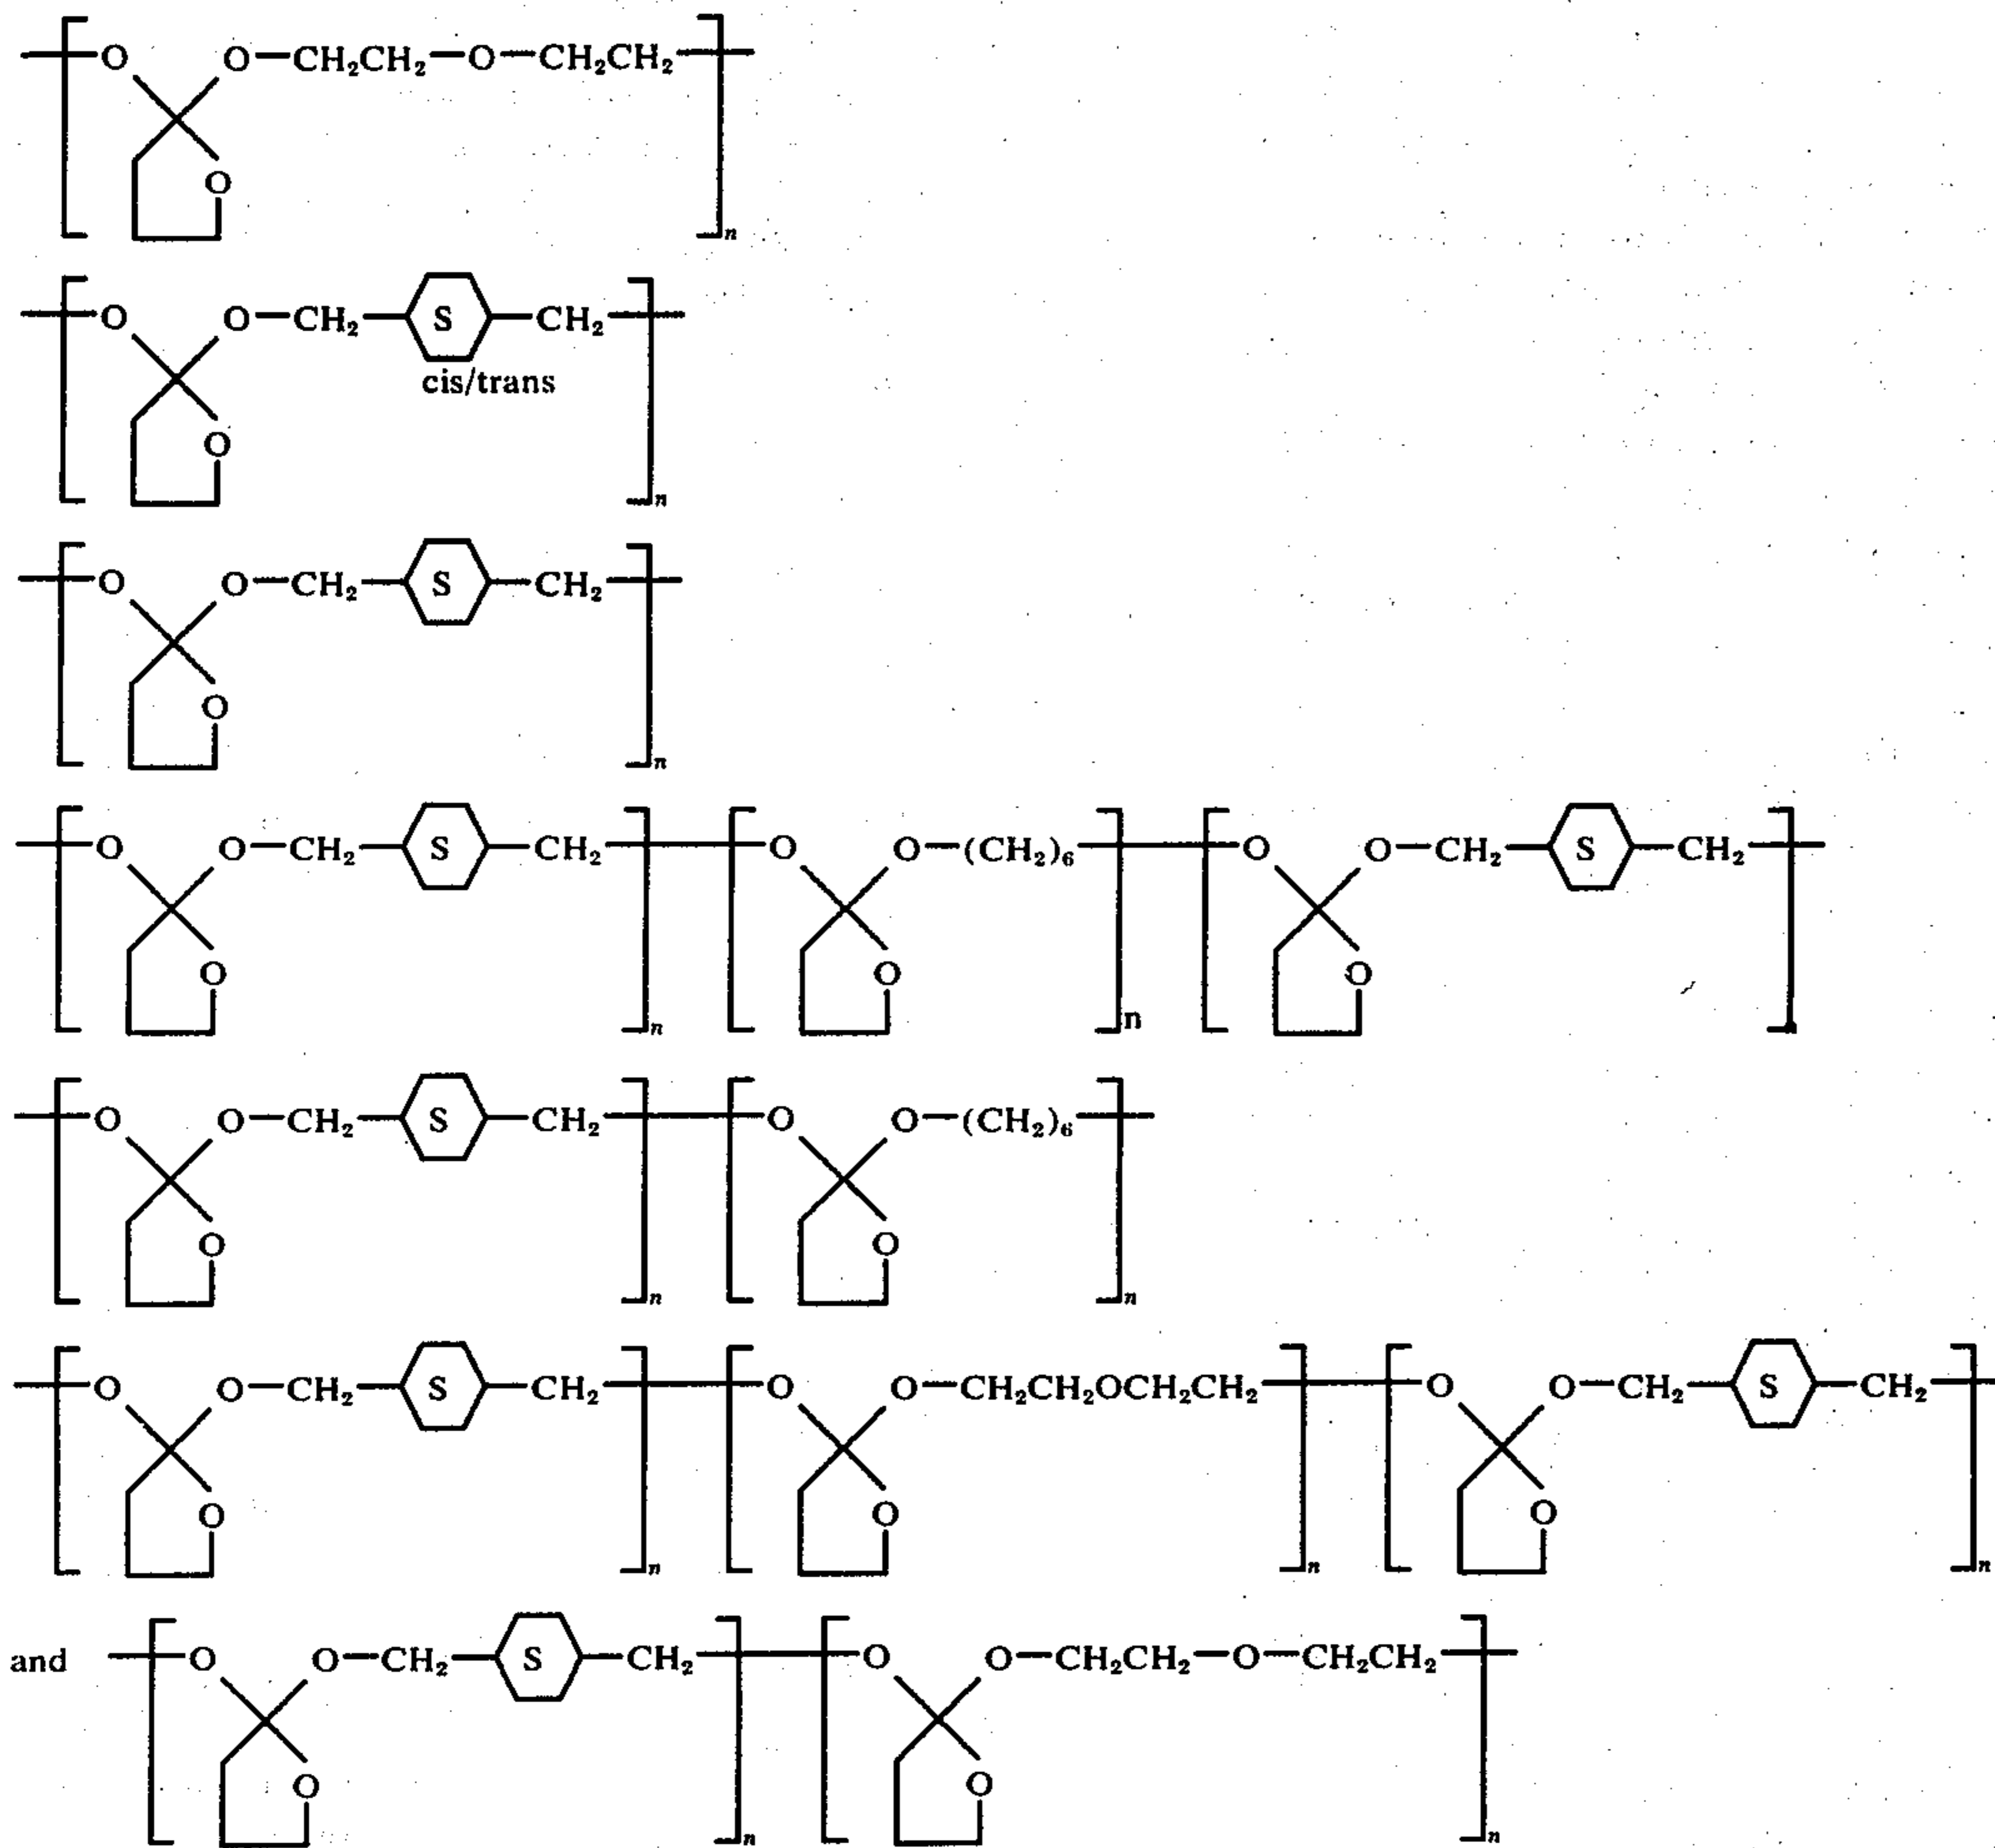 O O—CH₂CH₂—O—CH₂CH₂
O
n
O O—CH₂ S CH₂
cis/trans
O
n
O O—CH₂ S CH₂
O
n
O O—CH₂ S CH₂ O O—(CH₂)₆ O O—CH₂ S CH₂
O O O
n n
O O—CH₂ S CH₂ O O—(CH₂)₆
O O
n n
O O—CH₂ S CH₂ O O—CH₂CH₂OCH₂CH₂ O O—CH₂ S CH₂
O O O
n n n
and O O—CH₂ S CH₂ O O—CH₂CH₂—O—CH₂CH₂
O O
n n